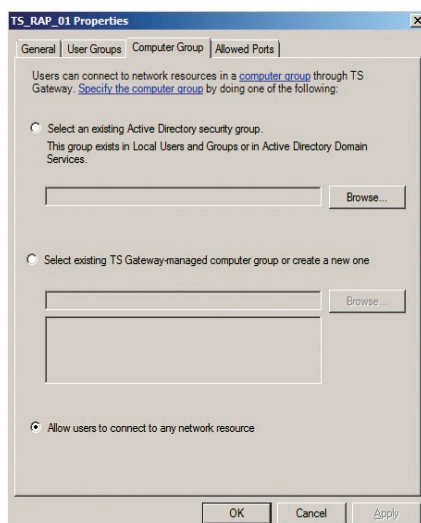 TS_RAP_01 Properties
General User Groups Computer Group Allowed Ports
Users can connect to network resources in a computer group through TS
Gateway. Specify the computer group by doing one of the following:
Select an existing Active Directory security group.
This group exists in Local Users and Groups or in Active Directory Domain
Services.
Browse...
Select existing TS Gateway-managed computer group or create a new one
Browse...
Allow users to connect to any network resource
OK Cancel Apply